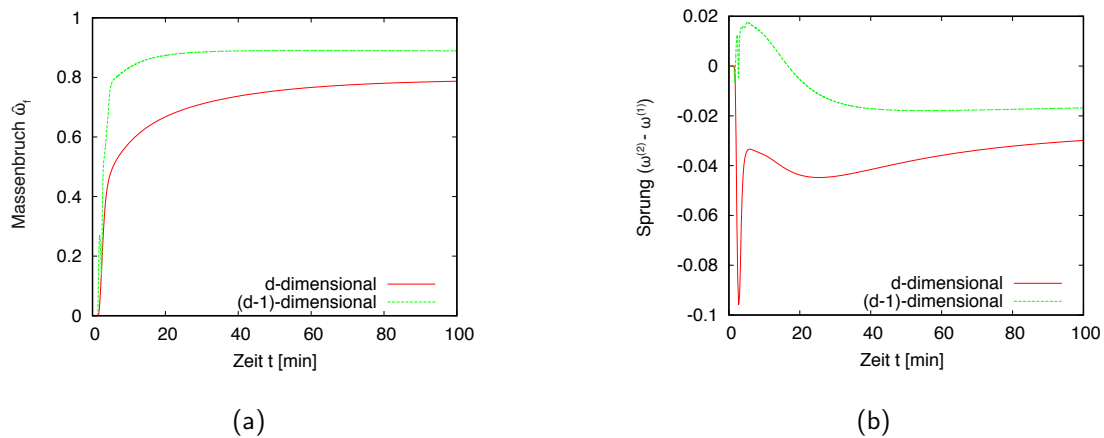 1
0.8
0.6
0.4
0.2
0
0
20
40
60
80
100
Massenbruch ω̂f
Zeit t [min]
d-dimensional
(d-1)-dimensional
(a)
0.02
0
-0.02
-0.04
-0.06
-0.08
-0.1
0
20
40
60
80
100
Sprung (ω(2) - ω(1))
Zeit t [min]
d-dimensional
(d-1)-dimensional
(b)